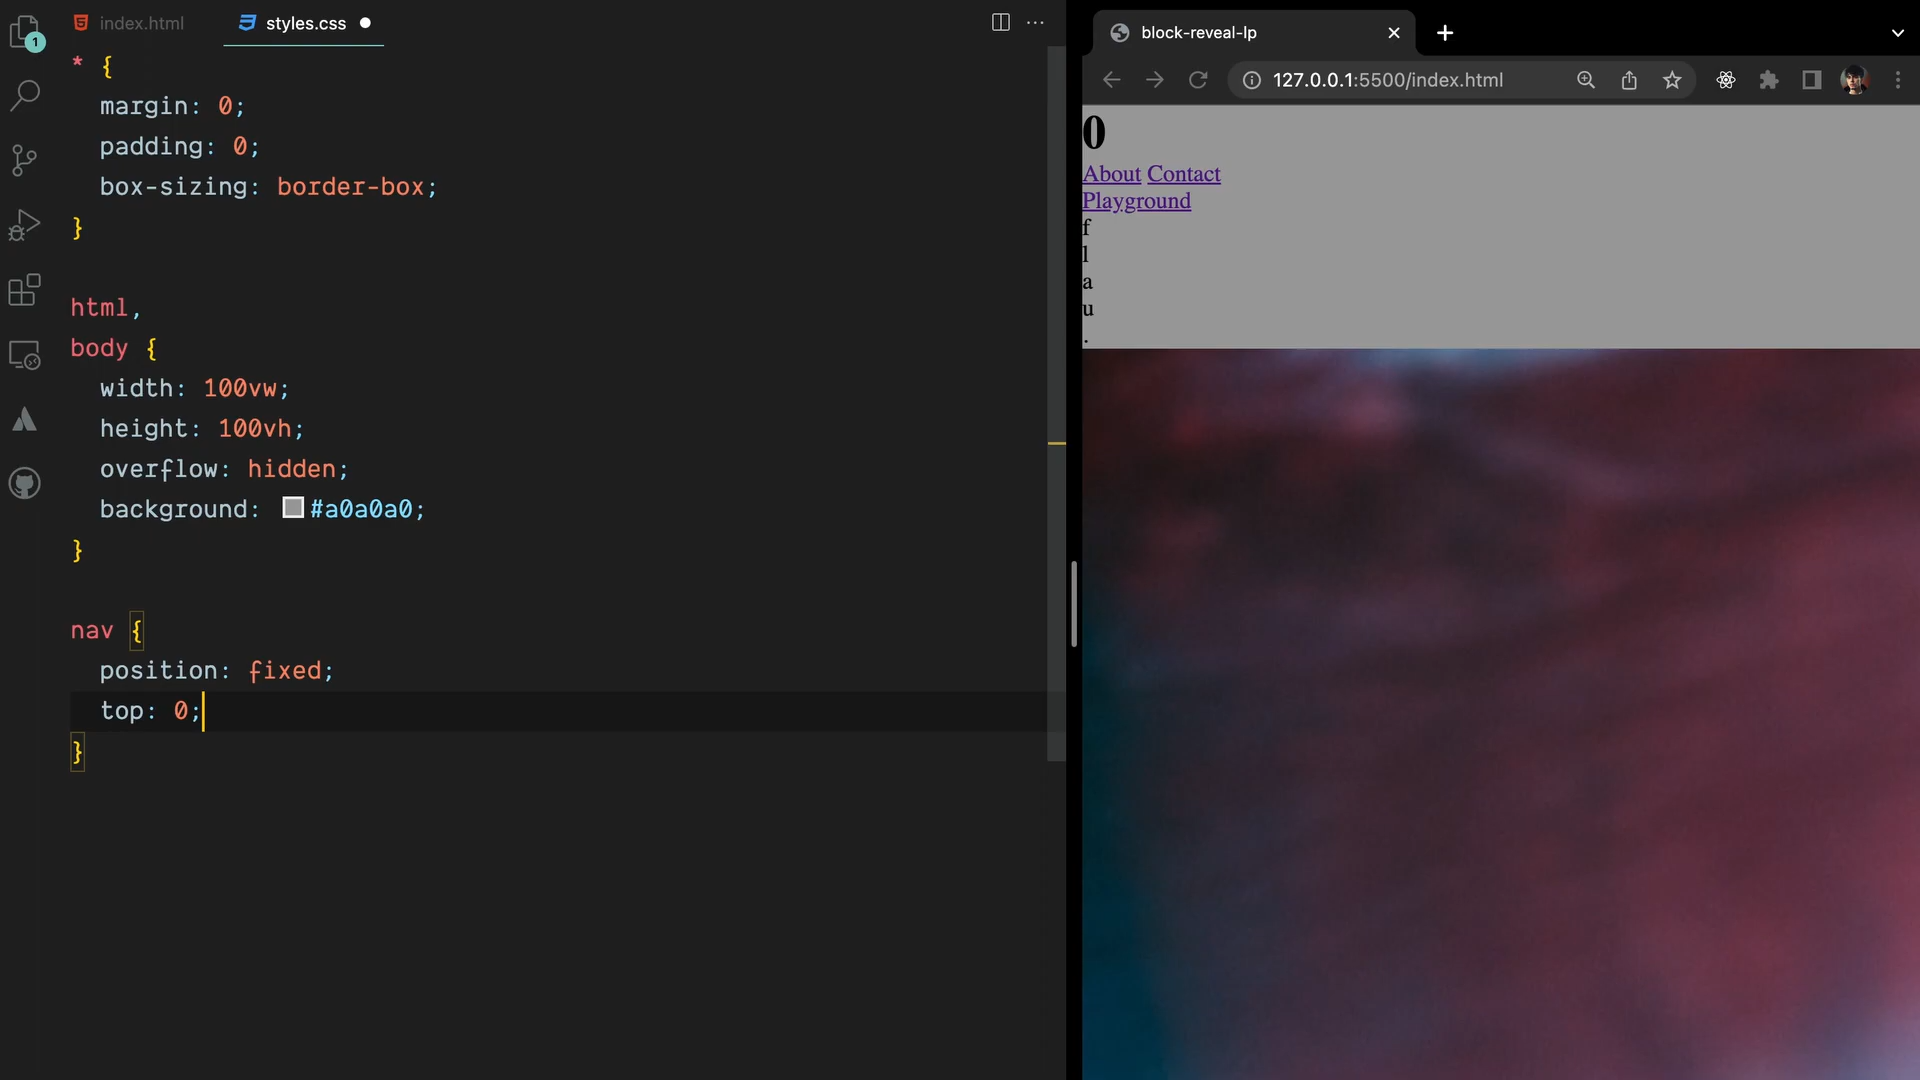 index.html
styles.css
1
* {
margin: 0;
padding: 0;
box-sizing: border-box;
}
html,
body {
width: 100vw;
height: 100vh;
overflow: hidden;
background: #a0a0a0;
}
nav {
position: fixed;
top: 0;
}
block-reveal-lp
127.0.0.1:5500/index.html
0
About Contact
Playground
f
l
a
u
.